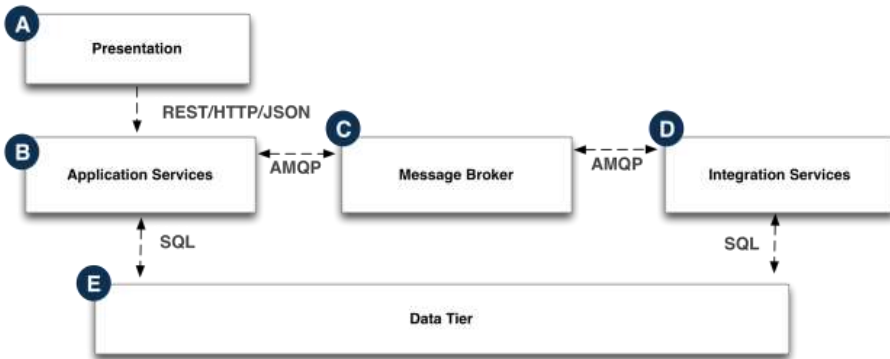 A
Presentation
REST/HTTP/JSON
B
Application Services
AMQP
C
Message Broker
AMQP
D
Integration Services
SQL
SQL
E
Data Tier